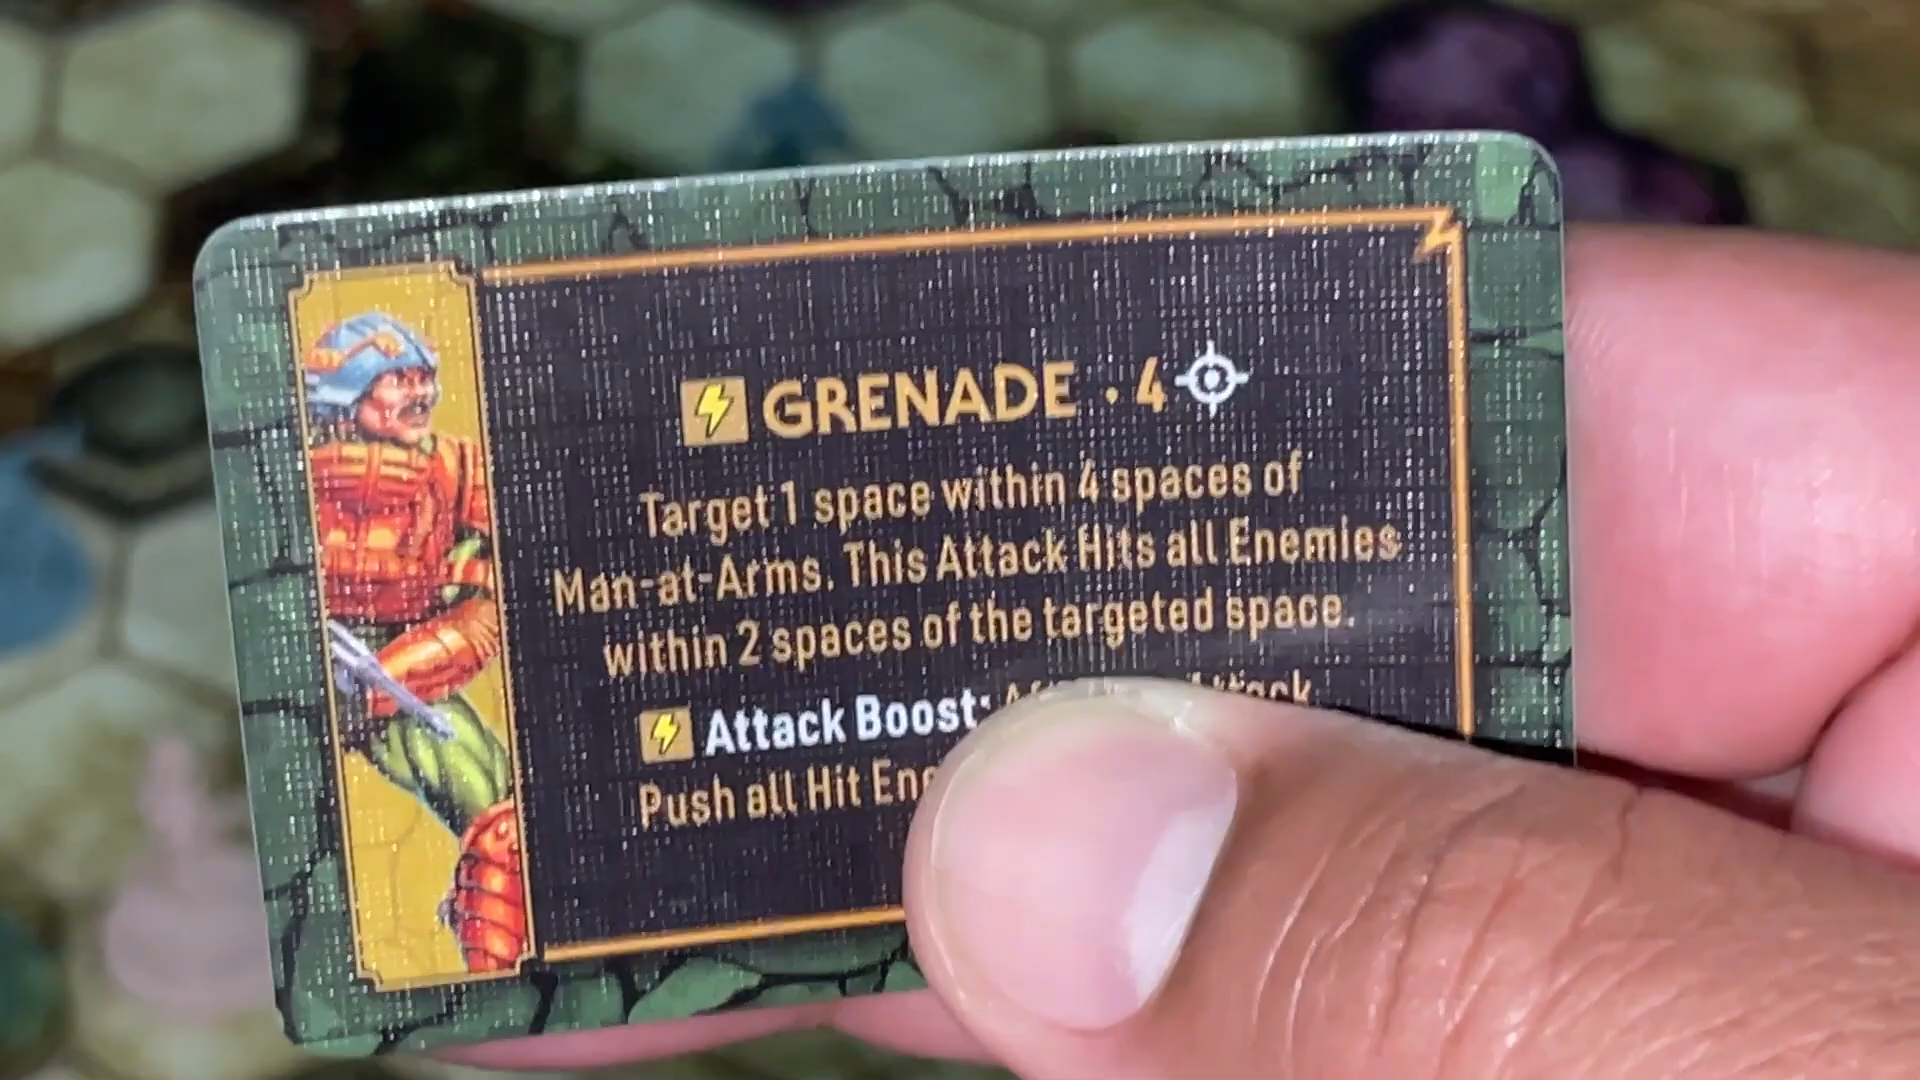 GRENADE · 4
Target 1 space within 4 spaces of
Man-at-Arms. This Attack Hits all Enemies
within 2 spaces of the targeted space.
Attack Boost:
Push all Hit